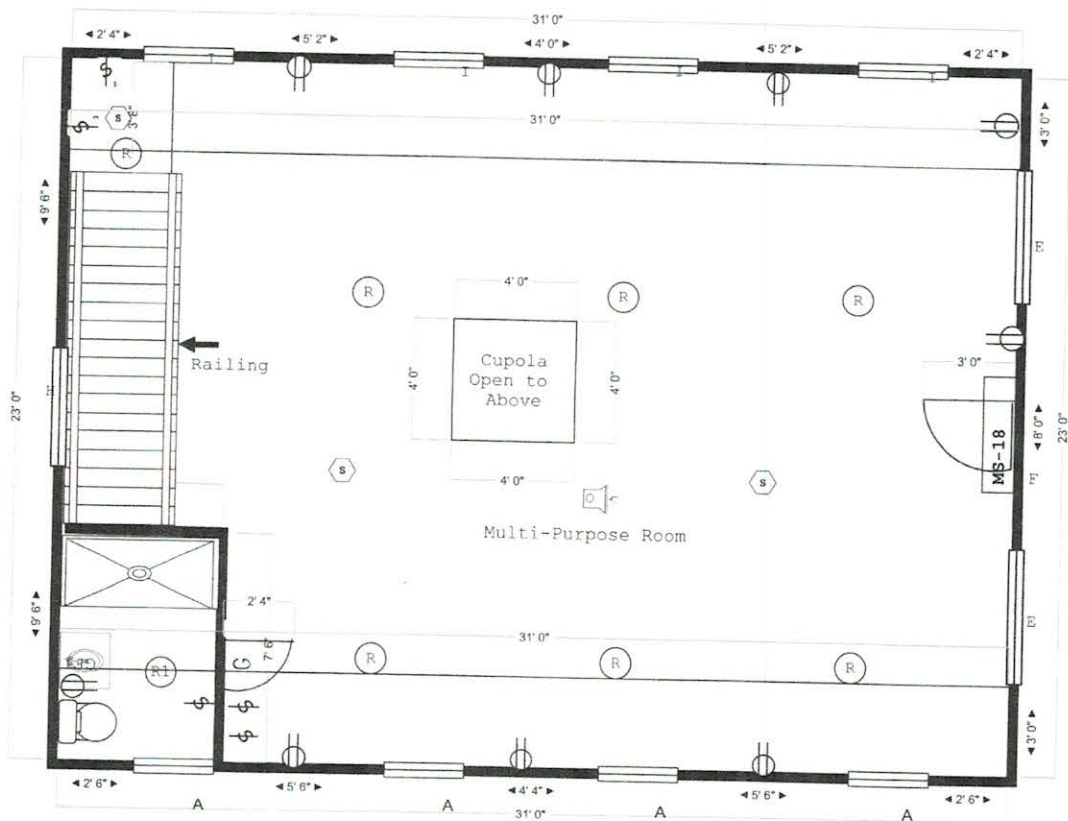 31' 0"
2' 4"
5' 2"
4' 0"
5' 2"
2' 4"
I
I
I
I
S
S
S
3' 8"
31' 0"
3' 0"
R
9' 6"
E
R
4' 0"
R
R
Railing
4' 0"
Cupola
Open to
Above
4' 0"
3' 0"
H
23' 0"
8' 0"
23' 0"
MS-18
F
S
4' 0"
S
Multi-Purpose Room
2' 4"
9' 6"
31' 0"
E
7' 6"
G
R1
R
R
R
S
S
S
3' 0"
2' 6"
5' 6"
4' 4"
5' 6"
2' 6"
A
A
A
A
31' 0"